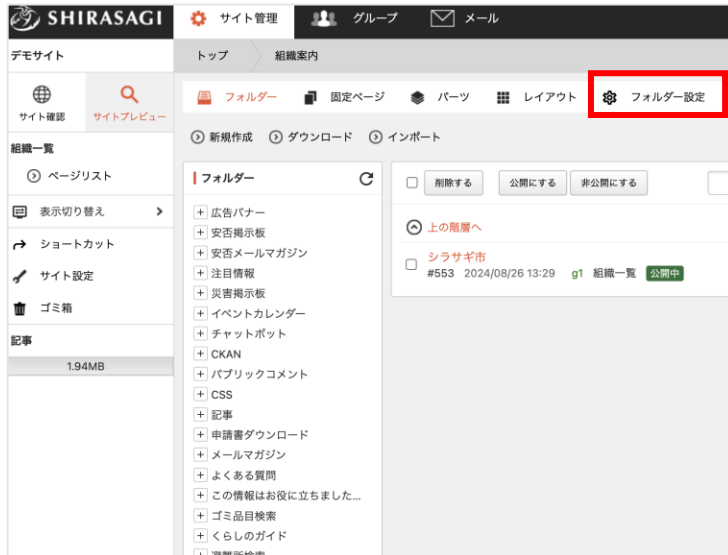 SHIRASAGI サイト管理 グループ メール
デモサイト
トップ 組織案内
サイト確認 サイトプレビュー
フォルダー 固定ページ パーツ レイアウト フォルダー設定
新規作成 ダウンロード インポート
組織一覧
ページリスト
表示切り替え
ショートカット
サイト設定
ゴミ箱
記事
1.94MB
フォルダー
広告バナー
安否掲示板
安否メールマガジン
注目情報
災害掲示板
イベントカレンダー
チャットボット
CKAN
パブリックコメント
CSS
記事
申請書ダウンロード
メールマガジン
よくある質問
この情報はお役に立ちました...
ゴミ品目検索
くらしのガイド
削除する 公開にする 非公開にする
上の階層へ
シラサギ市
#553 2024/08/26 13:29 g1 組織一覧 公開中